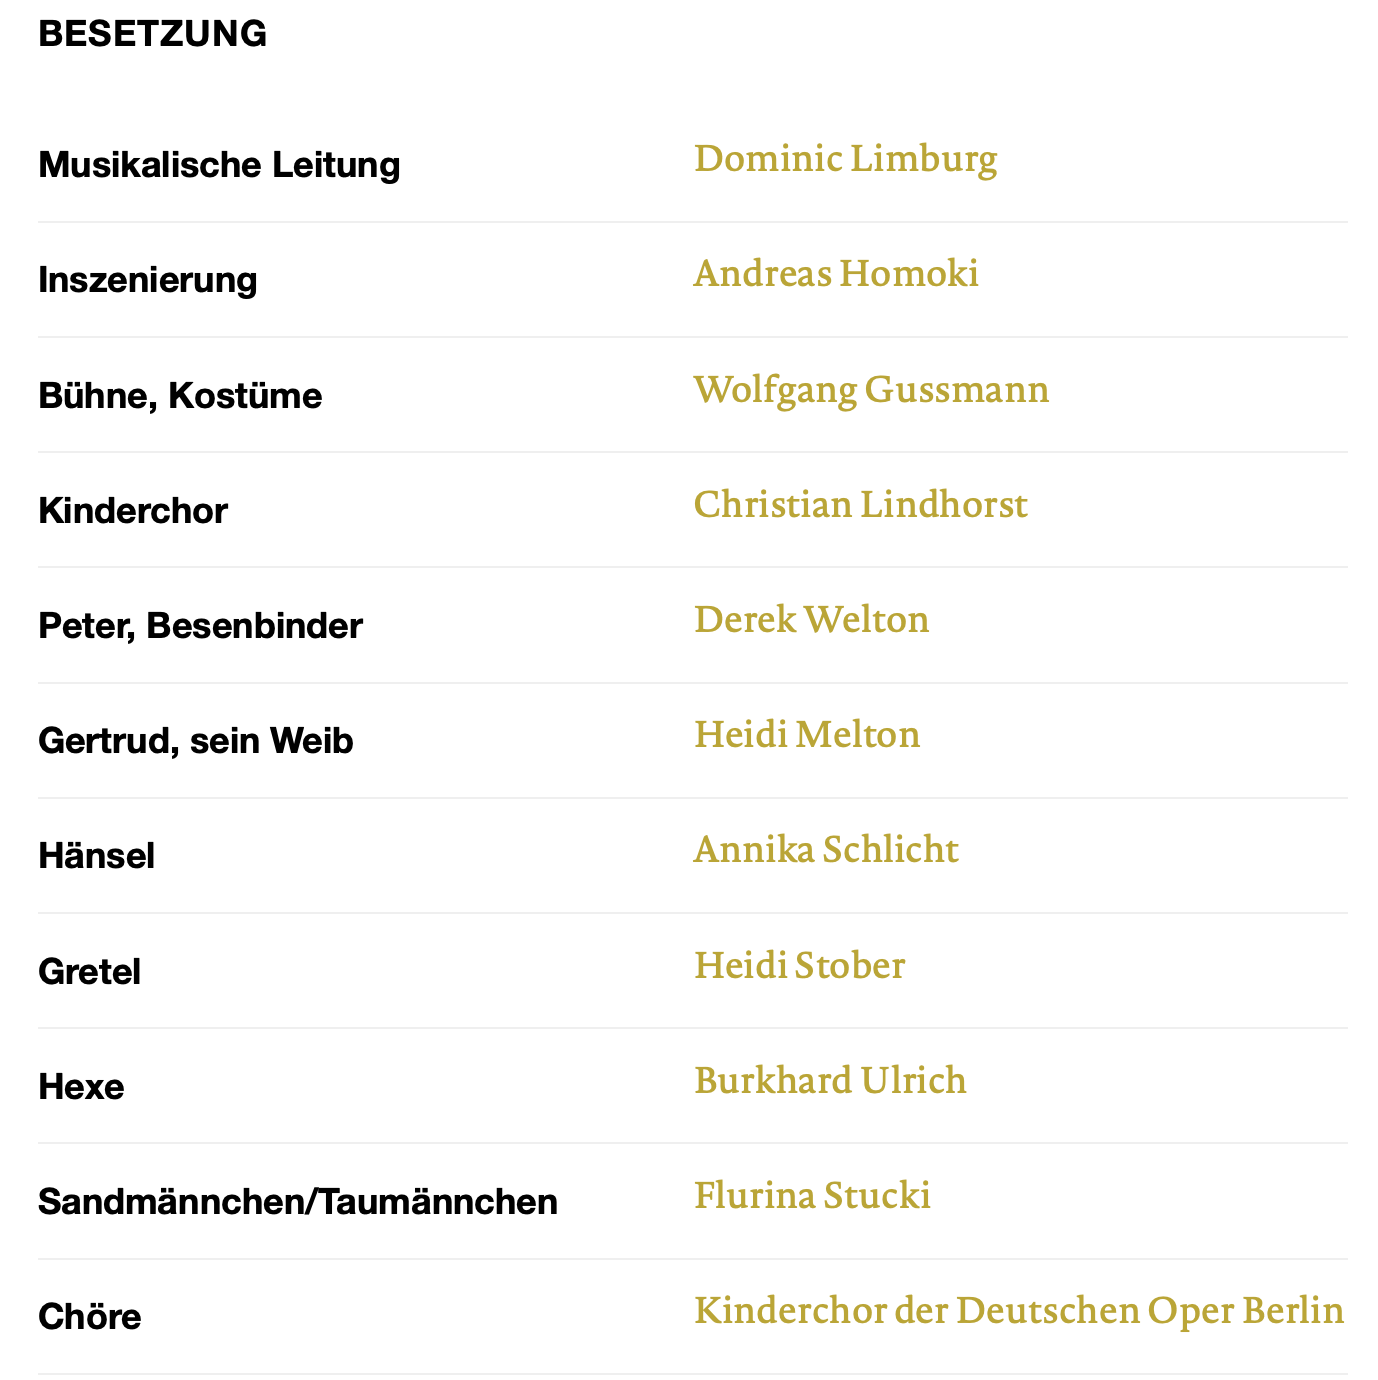 BESETZUNG
Musikalische Leitung Dominic Limburg
Inszenierung Andreas Homoki
Bühne, Kostüme Wolfgang Gussmann
Kinderchor Christian Lindhorst
Peter, Besenbinder Derek Welton
Gertrud, sein Weib Heidi Melton
Hänsel Annika Schlicht
Gretel Heidi Stober
Hexe Burkhard Ulrich
Sandmännchen/Taumännchen Flurina Stucki
Chöre Kinderchor der Deutschen Oper Berlin